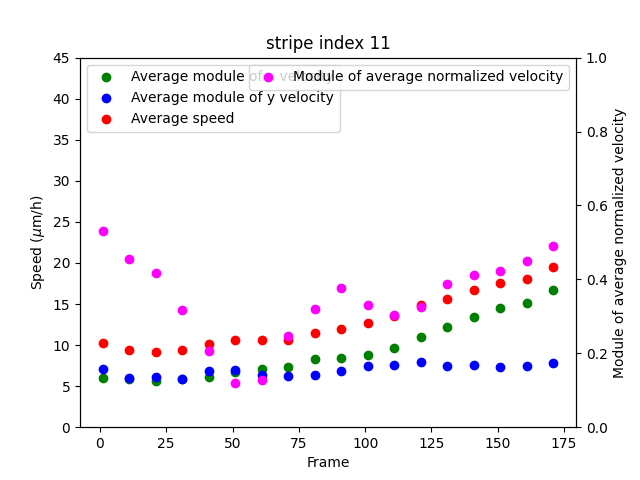 stripe index 11
Average module of x velocity
Average module of y velocity
Average speed
Module of average normalized velocity
Speed (μm/h)
Module of average normalized velocity
45
40
35
30
25
20
15
10
5
0
1.0
0.8
0.6
0.4
0.2
0.0
0 25 50 75 100 125 150 175
Frame